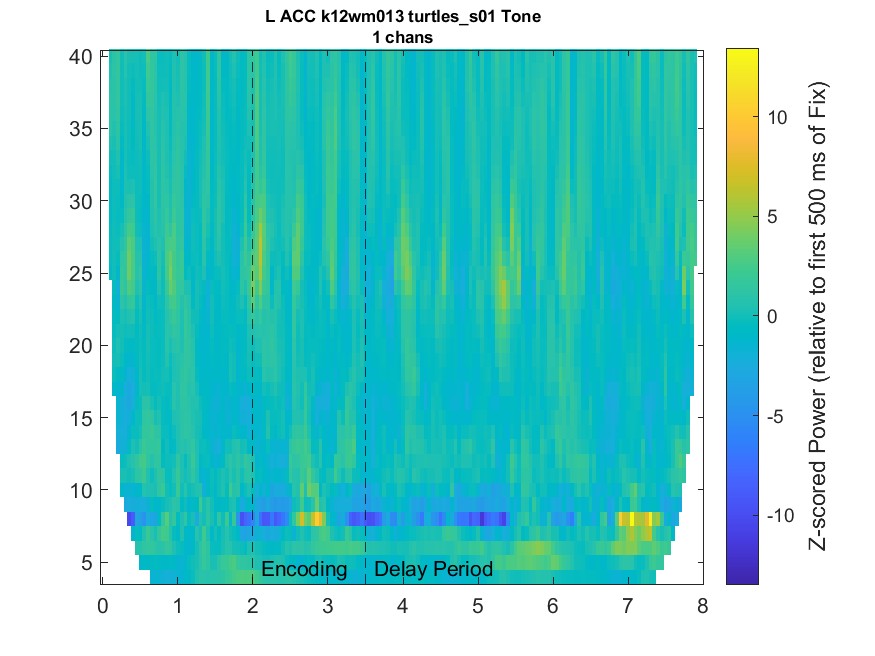 L ACC k12wm013 turtles_s01 Tone
1 chans
40
35
30
25
20
15
10
5
Encoding
Delay Period
0 1 2 3 4 5 6 7 8
10
5
0
-5
-10
Z-scored Power (relative to first 500 ms of Fix)